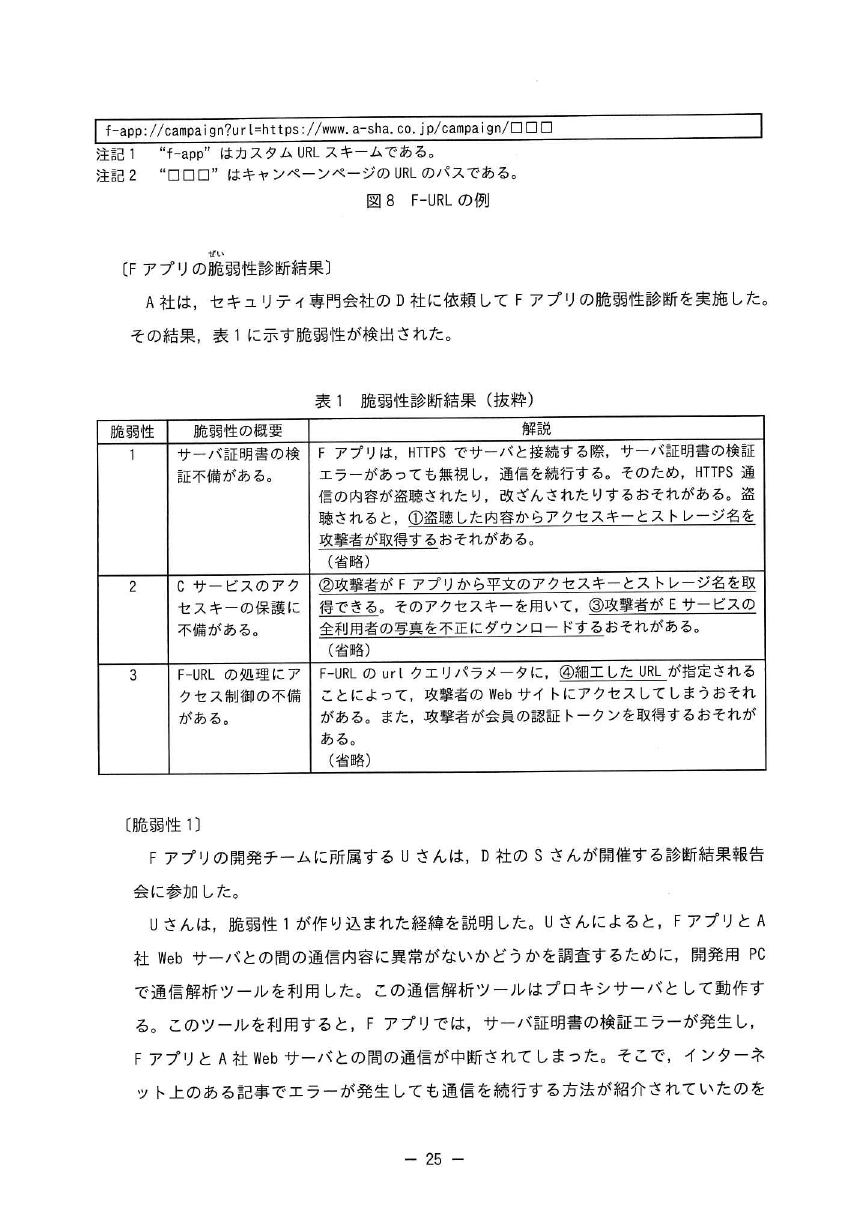 f-app://campaign?url=https://www.a-sha.co.jp/campaign/□□□
注記1 “f-app”はカスタム URL スキームである。
注記2 “□□□”はキャンペーンページの URL のパスである。
図8 F-URL の例
ぜい
〔F アプリの脆弱性診断結果〕
A 社は，セキュリティ専門会社の D 社に依頼して F アプリの脆弱性診断を実施した。
その結果，表1に示す脆弱性が検出された。
表1 脆弱性診断結果（抜粋）
脆弱性 脆弱性の概要 解説
1 サーバ証明書の検 F アプリは，HTTPS でサーバと接続する際，サーバ証明書の検証
証不備がある。 エラーがあっても無視し，通信を続行する。そのため，HTTPS 通
信の内容が盗聴されたり，改ざんされたりするおそれがある。盗
聴されると，①盗聴した内容からアクセスキーとストレージ名を
攻撃者が取得するおそれがある。
（省略）
2 C サービスのアク ②攻撃者が F アプリから平文のアクセスキーとストレージ名を取
セスキーの保護に 得できる。そのアクセスキーを用いて，③攻撃者が E サービスの
不備がある。 全利用者の写真を不正にダウンロードするおそれがある。
（省略）
3 F-URL の処理にア F-URL の url クエリパラメータに，④細工した URL が指定される
クセス制御の不備 ことによって，攻撃者の Web サイトにアクセスしてしまうおそれ
がある。 がある。また，攻撃者が会員の認証トークンを取得するおそれが
ある。
（省略）
〔脆弱性1〕
F アプリの開発チームに所属する U さんは，D 社の S さんが開催する診断結果報告
会に参加した。
U さんは，脆弱性1が作り込まれた経緯を説明した。U さんによると，F アプリと A
社 Web サーバとの間の通信内容に異常がないかどうかを調査するために，開発用 PC
で通信解析ツールを利用した。この通信解析ツールはプロキシサーバとして動作す
る。このツールを利用すると，F アプリでは，サーバ証明書の検証エラーが発生し，
F アプリと A 社 Web サーバとの間の通信が中断されてしまった。そこで，インターネ
ット上のある記事でエラーが発生しても通信を続行する方法が紹介されていたのを
－ 25 －